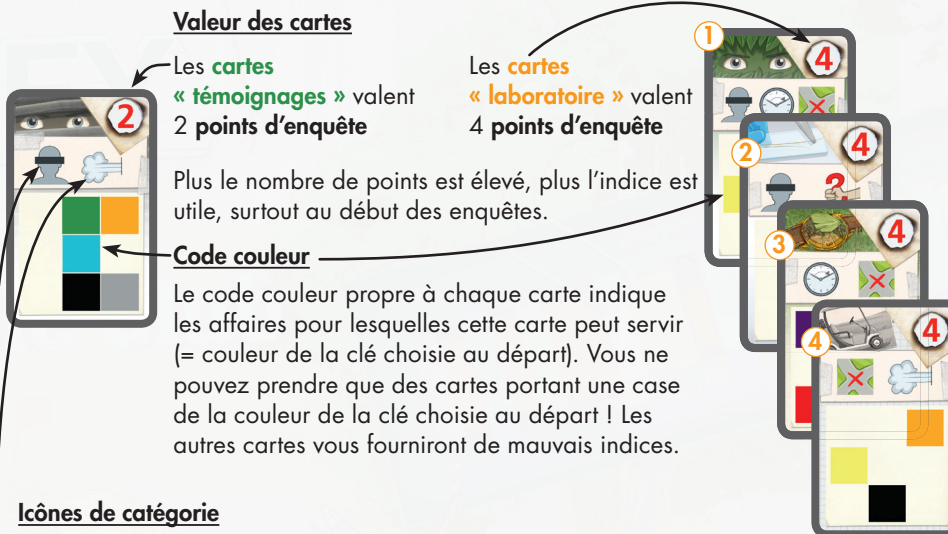 Valeur des cartes
Les cartes
« témoignages » valent
2 points d'enquête
Les cartes
« laboratoire » valent
4 points d'enquête
2
1
4
2
4
?
3
4
4
4
Plus le nombre de points est élevé, plus l'indice est
utile, surtout au début des enquêtes.
Code couleur
Le code couleur propre à chaque carte indique
les affaires pour lesquelles cette carte peut servir
(= couleur de la clé choisie au départ). Vous ne
pouvez prendre que des cartes portant une case
de la couleur de la clé choisie au départ ! Les
autres cartes vous fourniront de mauvais indices.
Icônes de catégorie